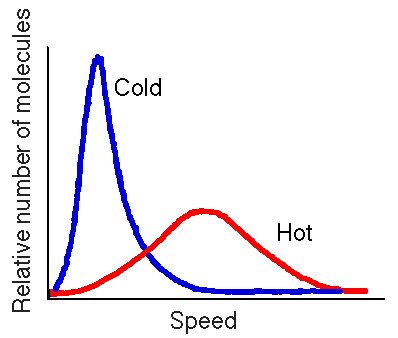 Relative number of molecules
Cold
Hot
Speed